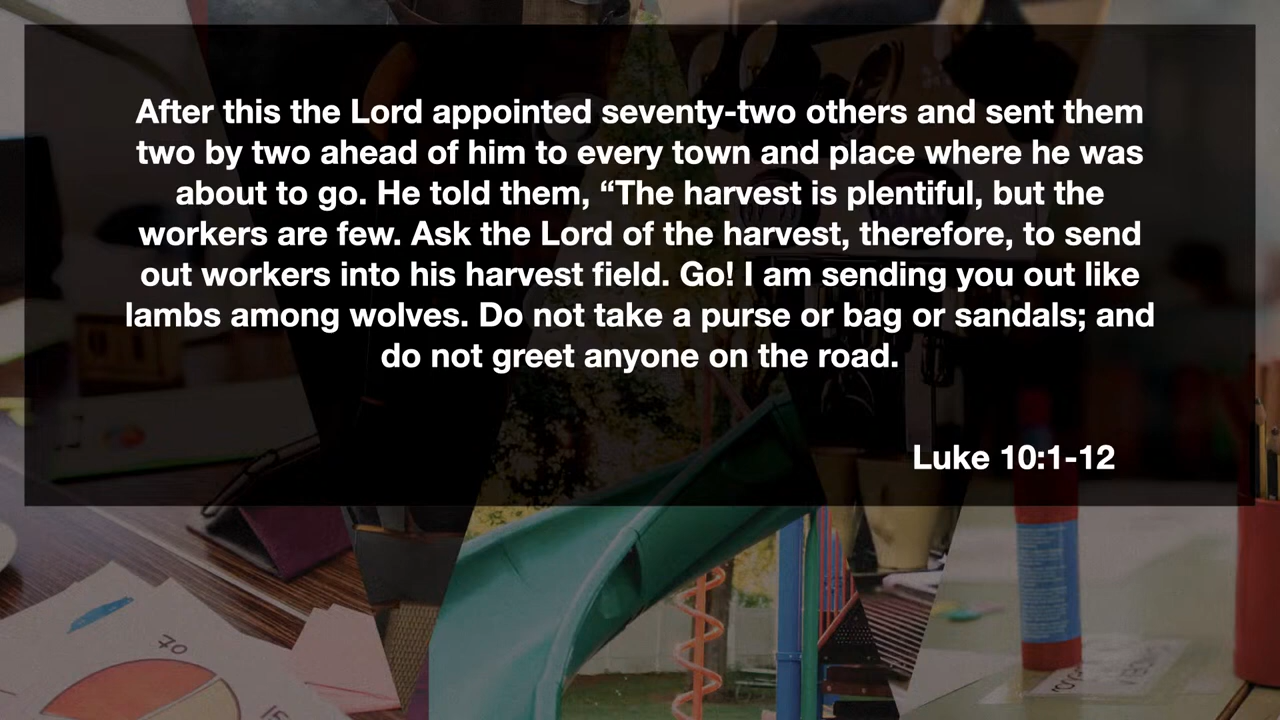 After this the Lord appointed seventy-two others and sent them
two by two ahead of him to every town and place where he was
about to go. He told them, “The harvest is plentiful, but the
workers are few. Ask the Lord of the harvest, therefore, to send
out workers into his harvest field. Go! I am sending you out like
lambs among wolves. Do not take a purse or bag or sandals; and
do not greet anyone on the road.
Luke 10:1-12